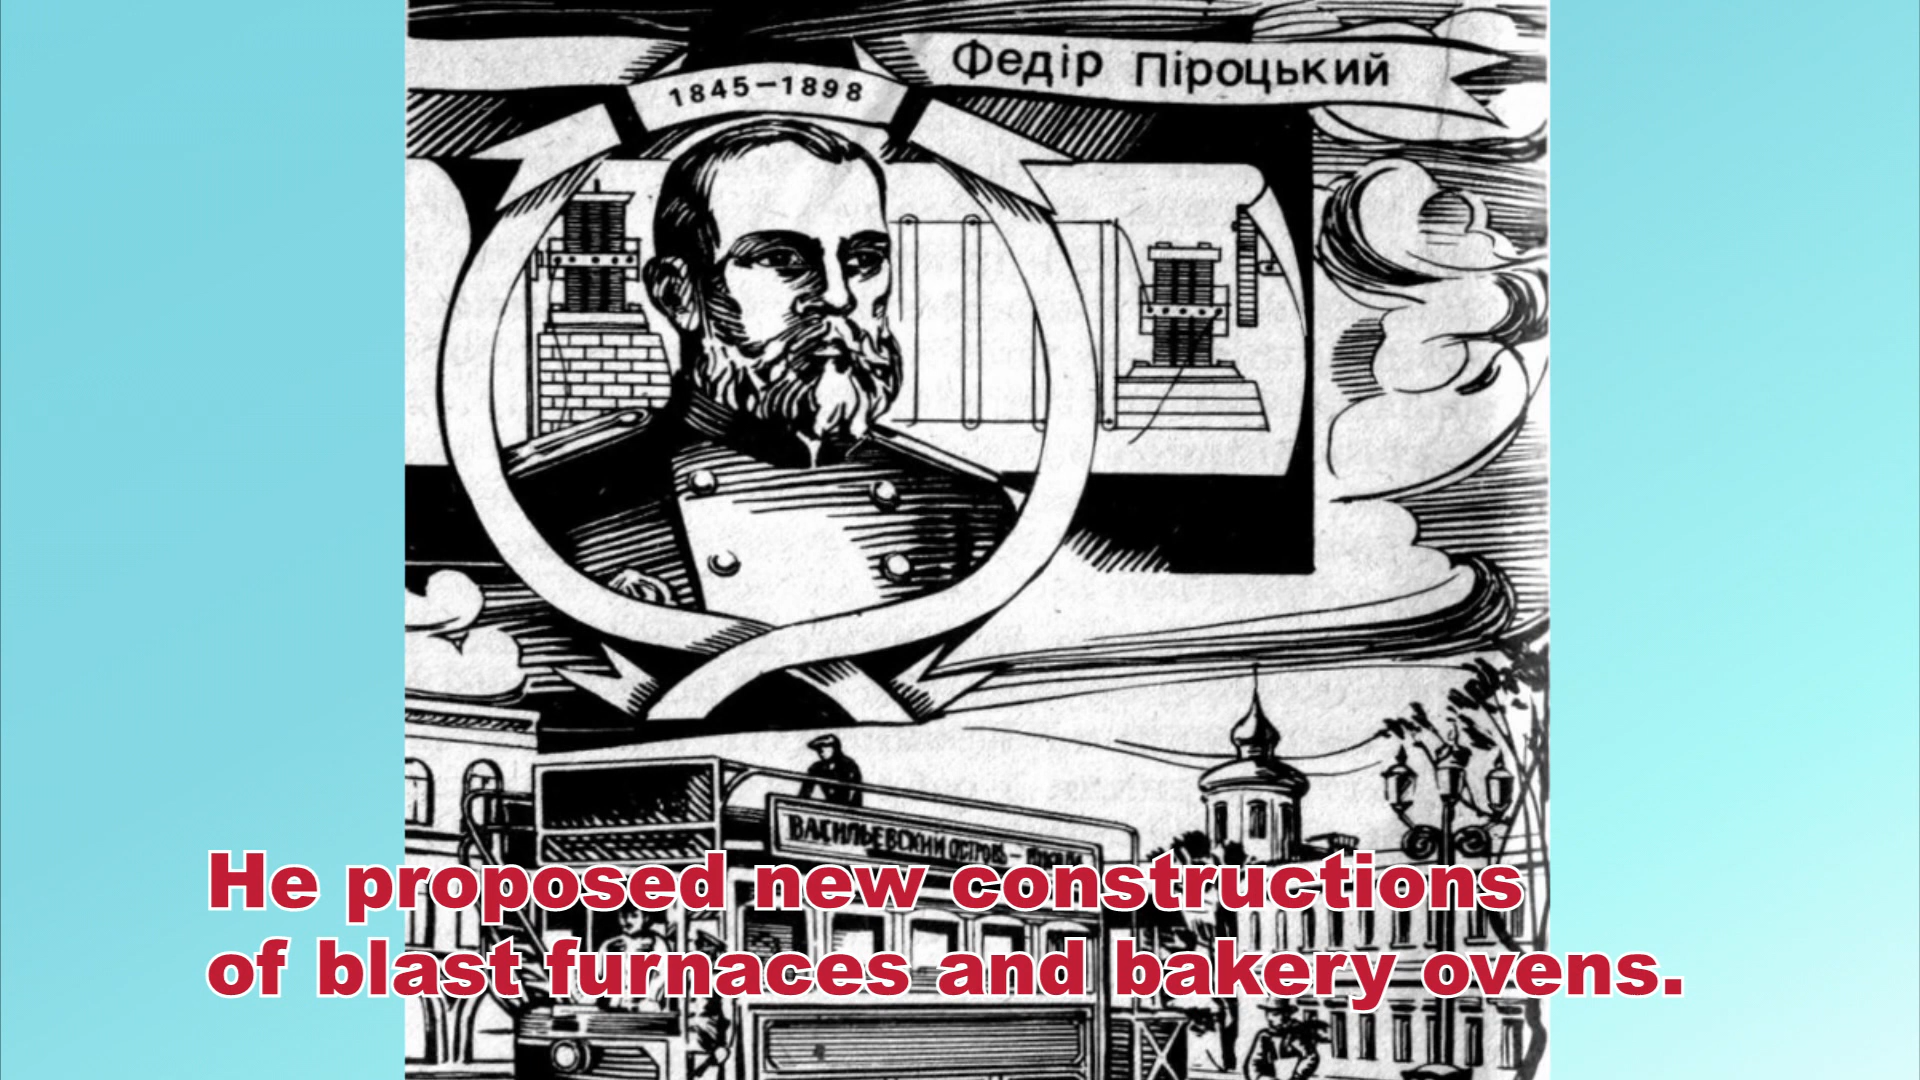 Федір Піроцький
1845–1898
ВАСИЛЬЕВСКИЙ ОСТРОВЪ –
He proposed new constructions
of blast furnaces and bakery ovens.